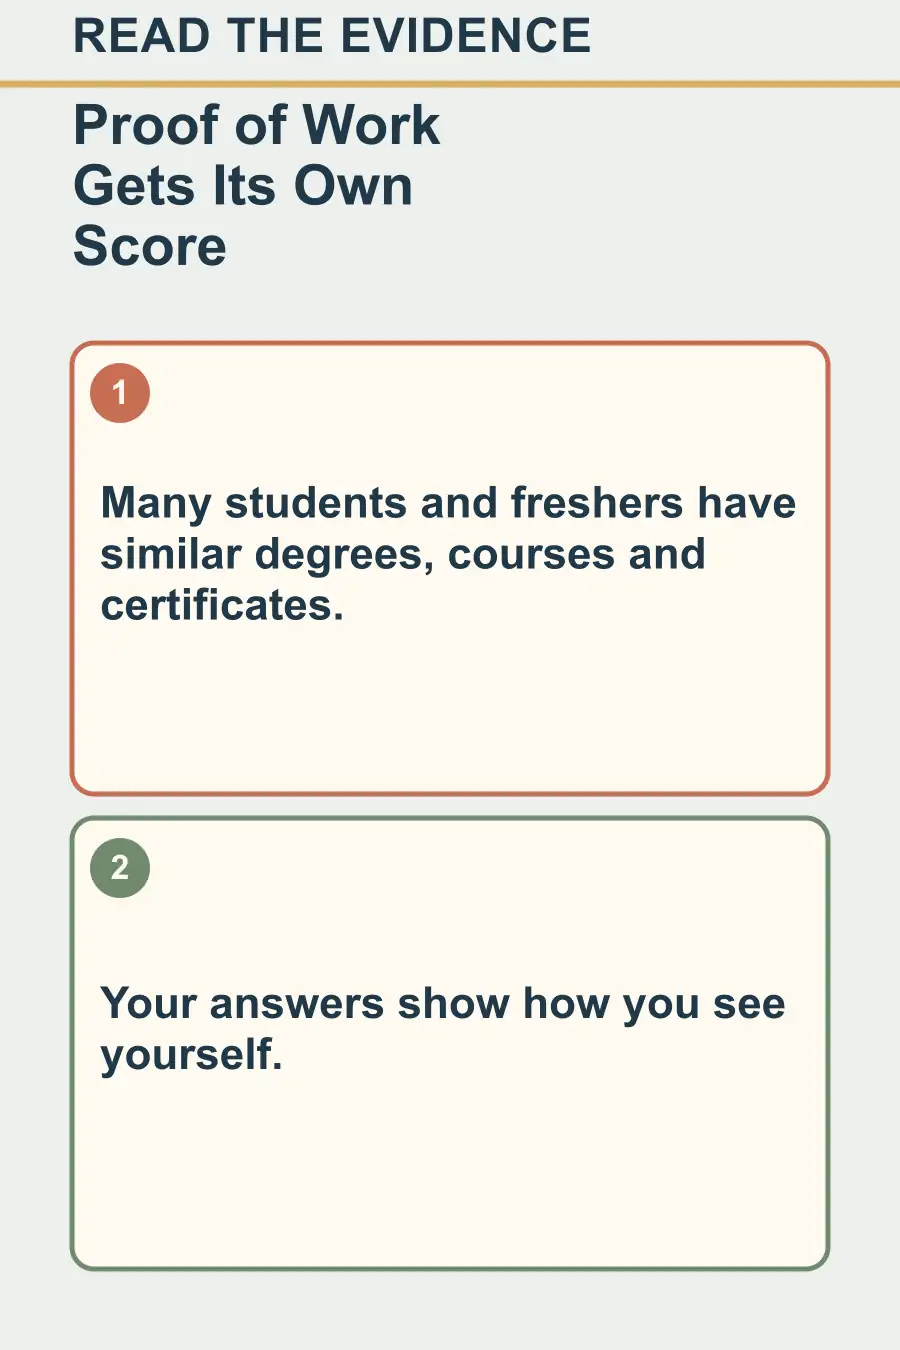 READ THE EVIDENCE
Proof of Work
Gets Its Own
Score
1
Many students and freshers have
similar degrees, courses and
certificates.
2
Your answers show how you see
yourself.